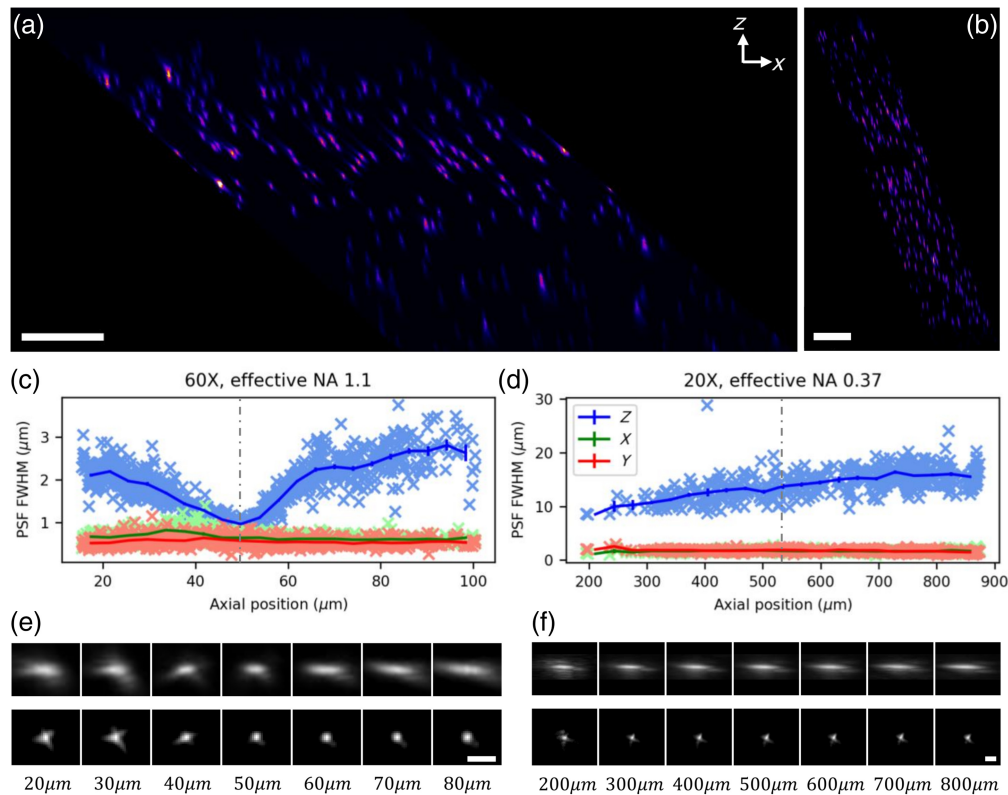 (a)
z
x
(b)
(c)
60X, effective NA 1.1
PSF FWHM (μm)
3
2
1
20
40
60
80
100
Axial position (μm)
(d)
20X, effective NA 0.37
PSF FWHM (μm)
30
20
10
0
Z
X
Y
200
300
400
500
600
700
800
900
Axial position (μm)
(e)
20μm 30μm 40μm 50μm 60μm 70μm 80μm
(f)
200μm 300μm 400μm 500μm 600μm 700μm 800μm